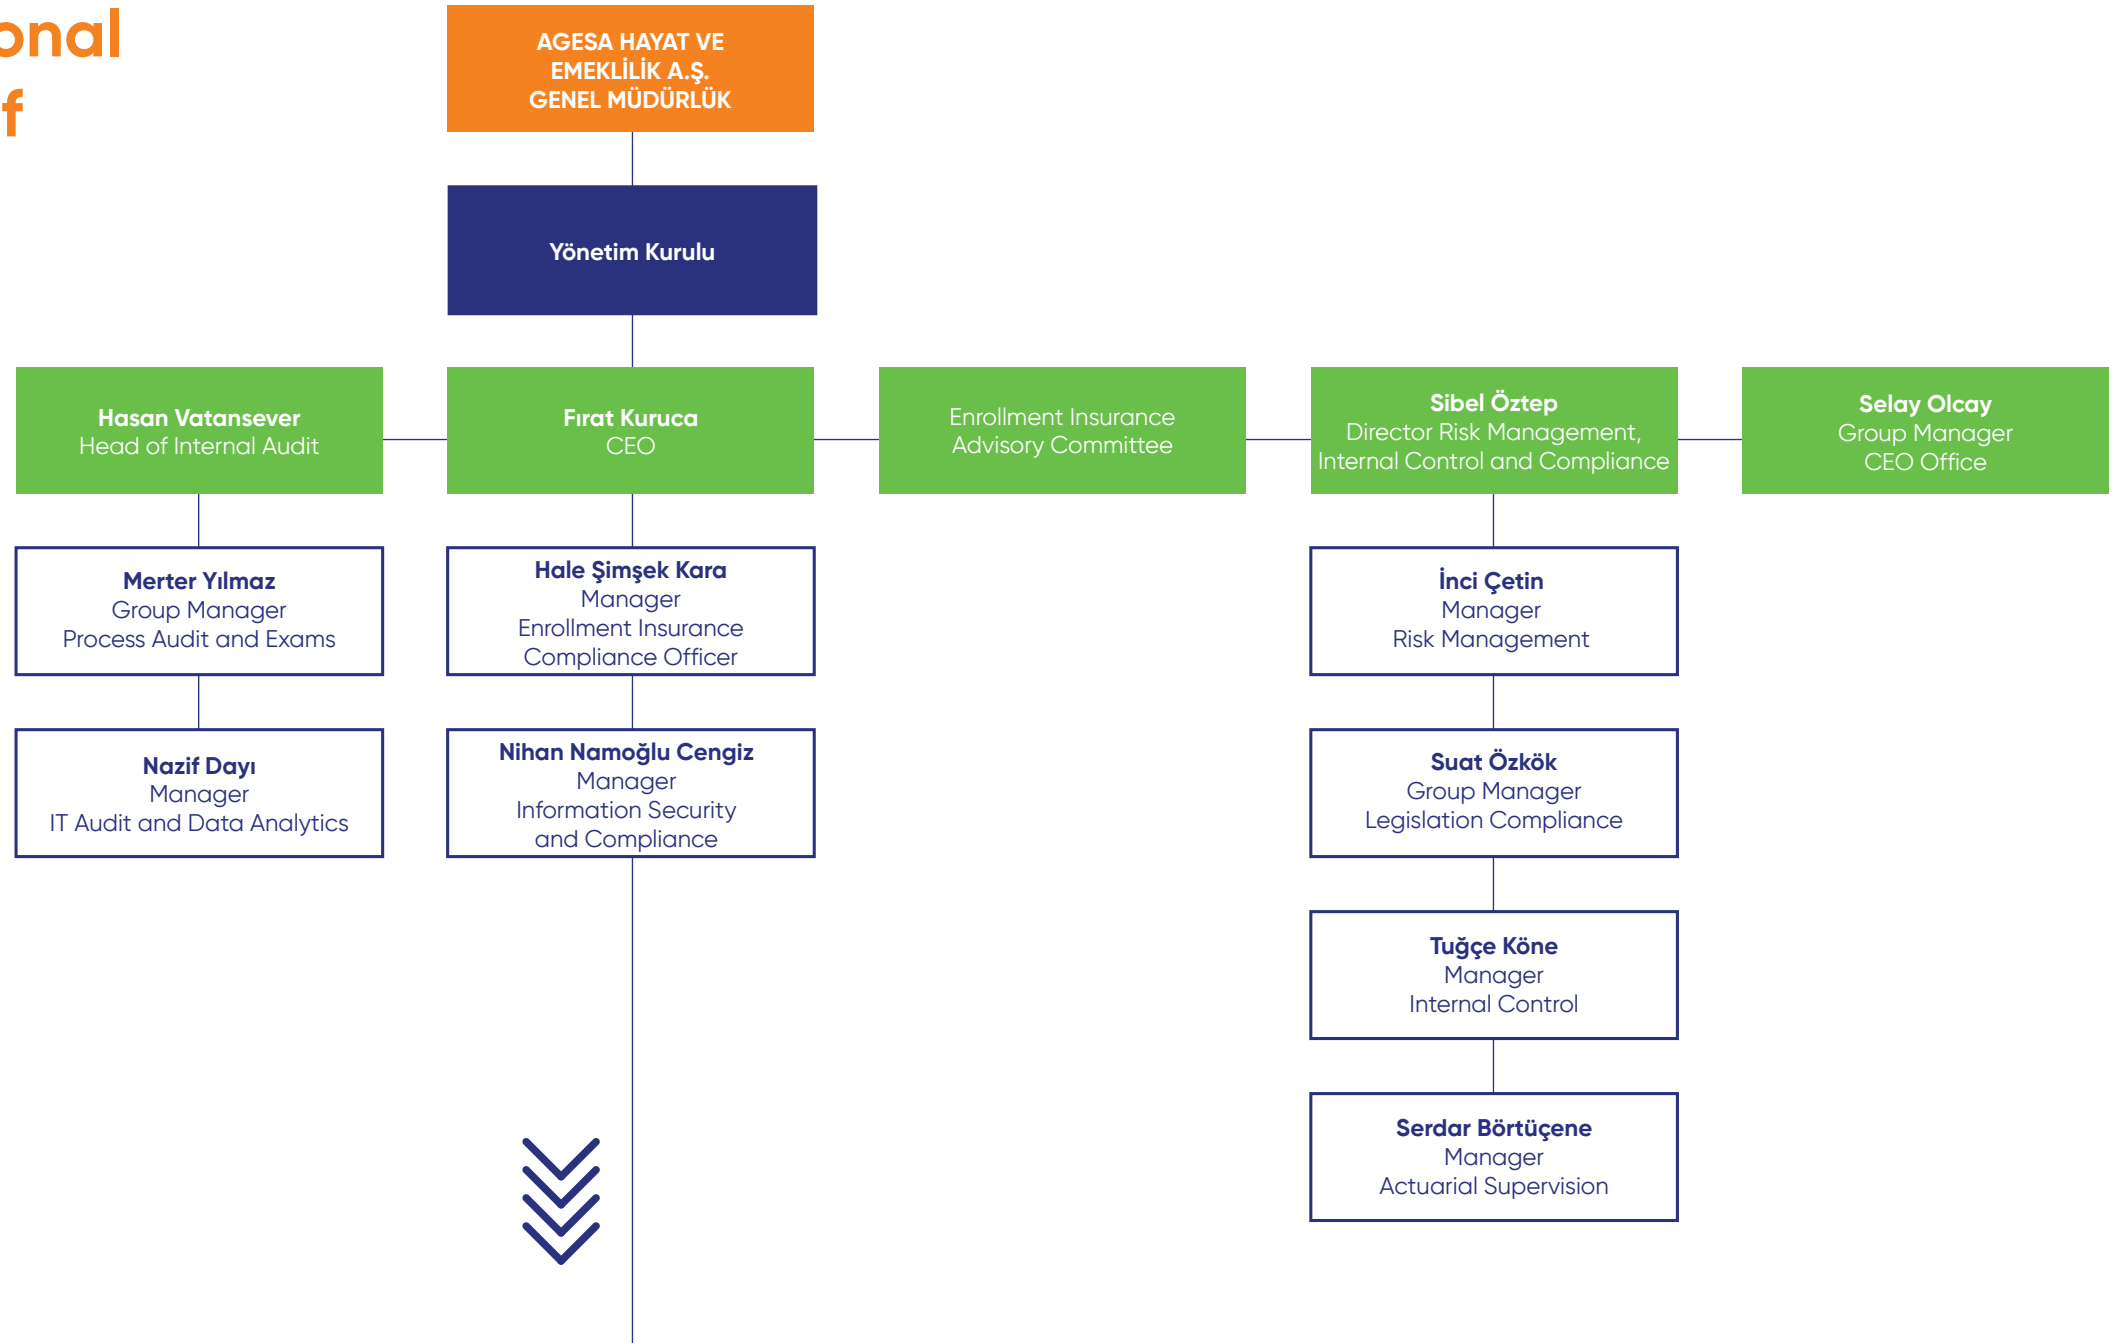 onal
f
AGESA HAYAT VE
EMEKLİLİK A.Ş.
GENEL MÜDÜRLÜK
Yönetim Kurulu
Hasan Vatansever
Head of Internal Audit
Fırat Kuruca
CEO
Enrollment Insurance
Advisory Committee
Sibel Öztep
Director Risk Management,
Internal Control and Compliance
Selay Olcay
Group Manager
CEO Office
Merter Yılmaz
Group Manager
Process Audit and Exams
Hale Şimşek Kara
Manager
Enrollment Insurance
Compliance Officer
İnci Çetin
Manager
Risk Management
Nazif Dayı
Manager
IT Audit and Data Analytics
Nihan Namoğlu Cengiz
Manager
Information Security
and Compliance
Suat Özkök
Group Manager
Legislation Compliance
Tuğçe Köne
Manager
Internal Control
Serdar Börtüçene
Manager
Actuarial Supervision